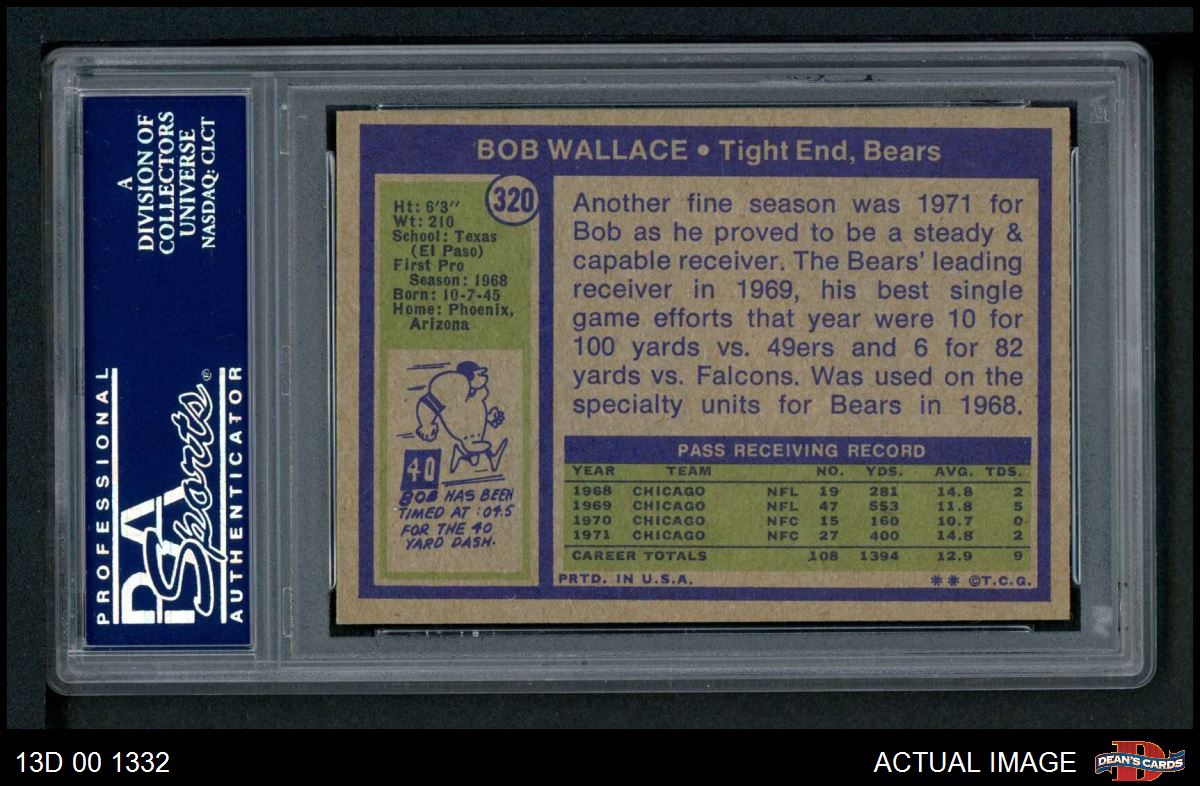 A
DIVISION OF
COLLECTORS
UNIVERSE
NASDAQ: CLCT
PROFESSIONAL
PSA
Sports®
AUTHENTICATOR
BOB WALLACE • Tight End, Bears
320
Ht: 6'3"
Wt: 210
School: Texas
(El Paso)
First Pro
Season: 1968
Born: 10-7-45
Home: Phoenix,
Arizona
40
BOB HAS BEEN
TIMED AT :04.5
FOR THE 40
YARD DASH.
Another fine season was 1971 for
Bob as he proved to be a steady &
capable receiver. The Bears' leading
receiver in 1969, his best single
game efforts that year were 10 for
100 yards vs. 49ers and 6 for 82
yards vs. Falcons. Was used on the
specialty units for Bears in 1968.
PASS RECEIVING RECORD
YEAR TEAM NO. YDS. AVG. TDS.
1968 CHICAGO NFL 19 281 14.8 2
1969 CHICAGO NFL 47 553 11.8 5
1970 CHICAGO NFC 15 160 10.7 0
1971 CHICAGO NFC 27 400 14.8 2
CAREER TOTALS 108 1394 12.9 9
PRTD. IN U.S.A. ** ©T.C.G.
13D 00 1332
ACTUAL IMAGE
D
DEAN'S CARDS